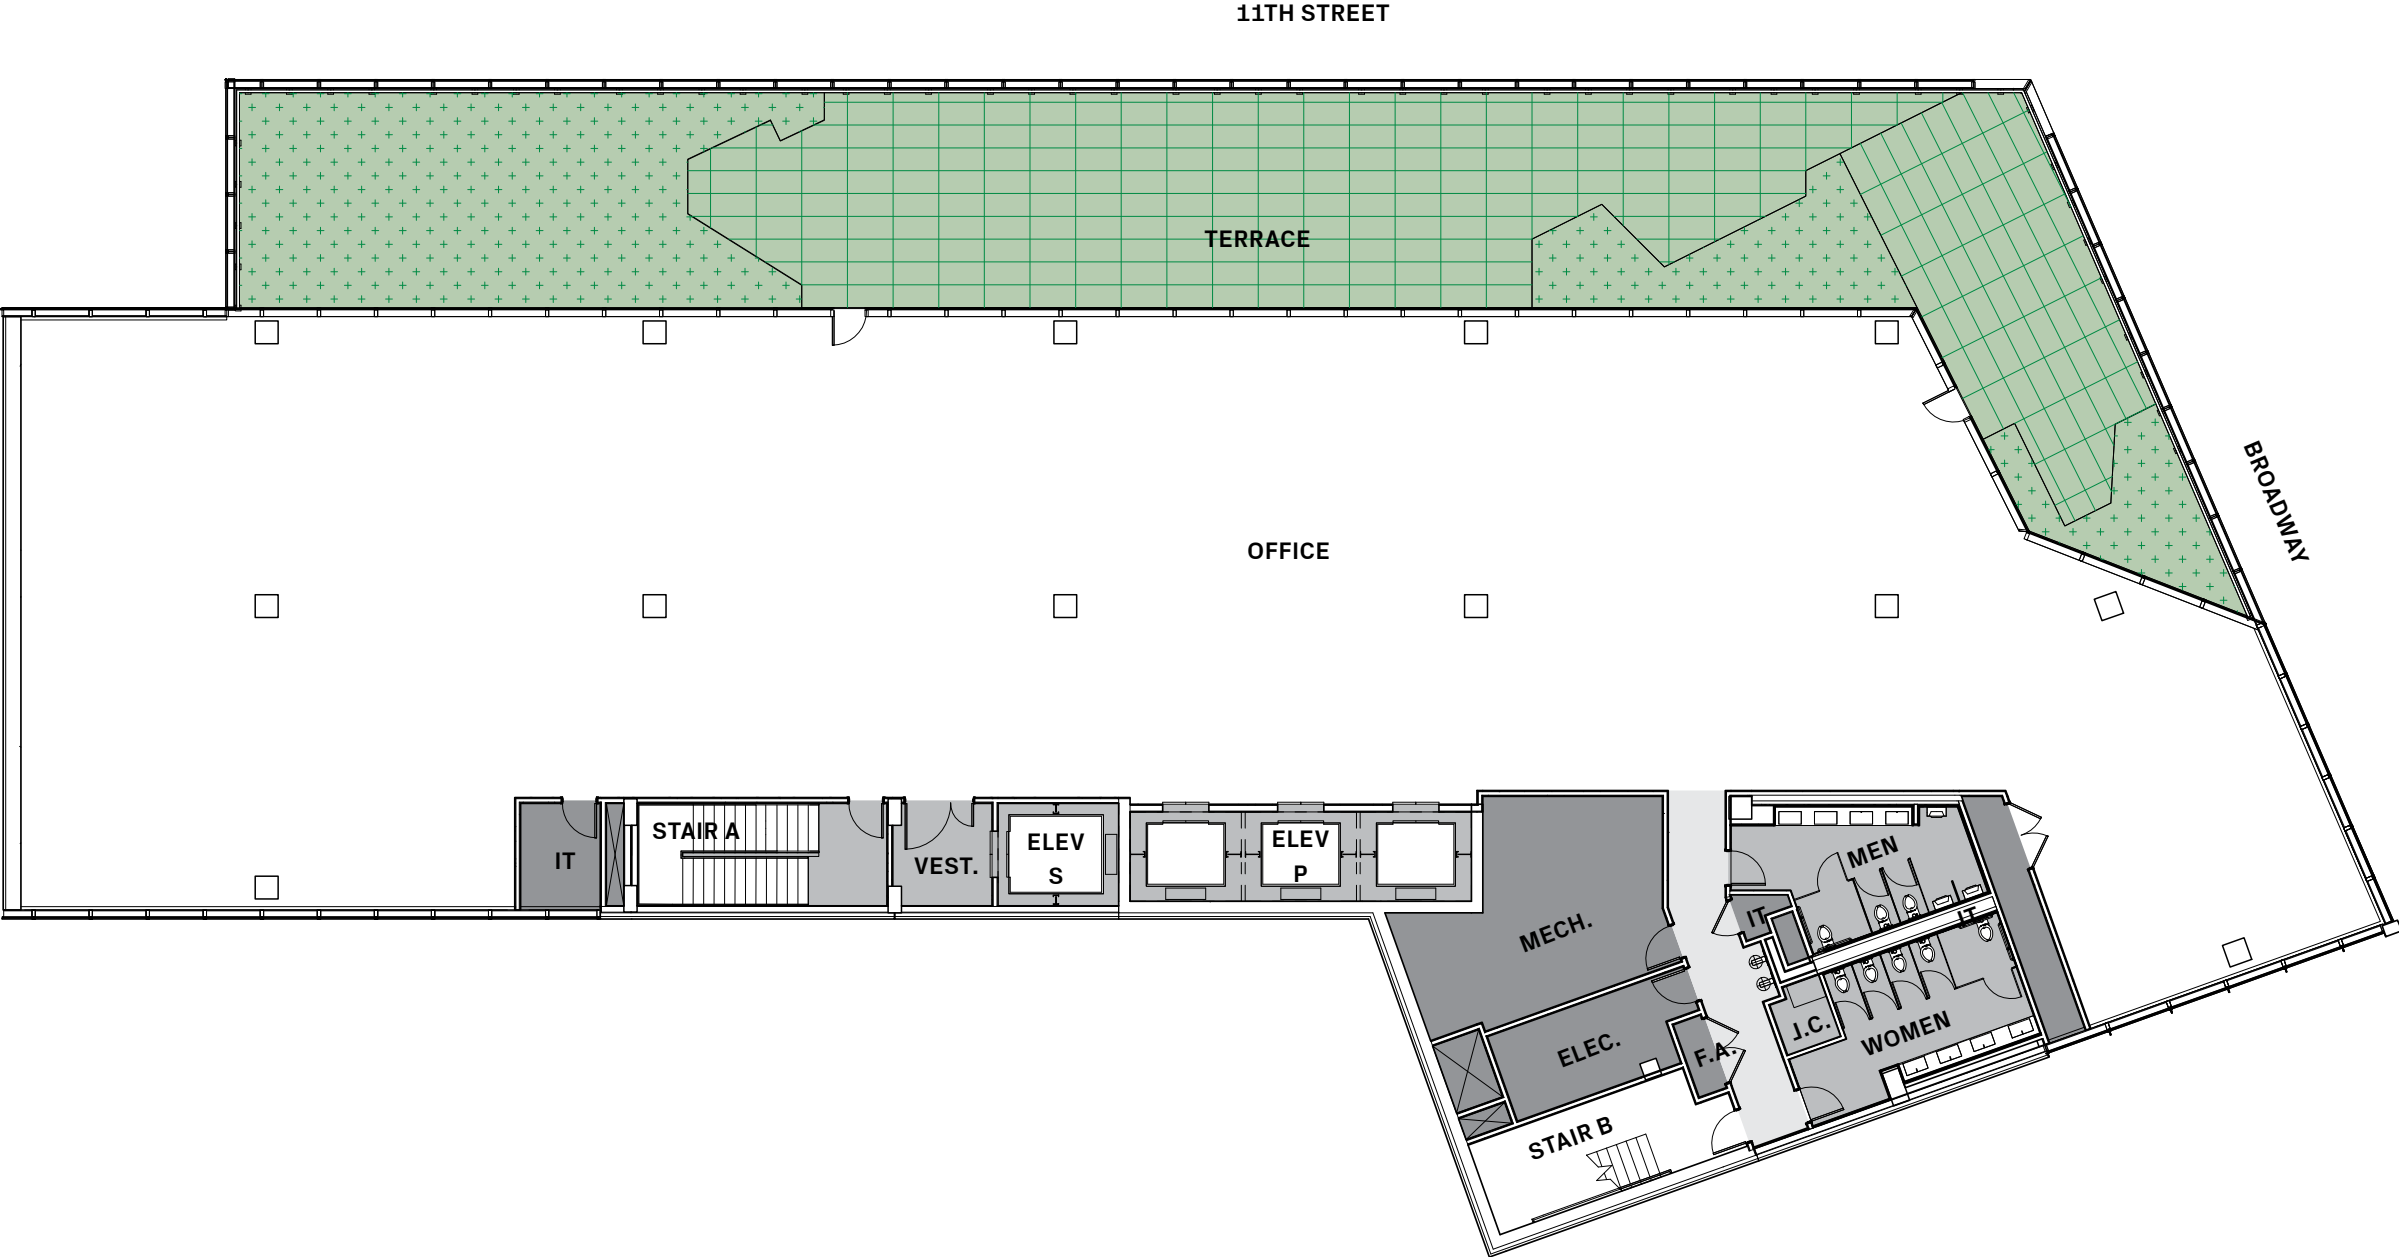 11TH STREET
TERRACE
BROADWAY
OFFICE
STAIR A
IT
VEST.
ELEV
S
ELEV
P
MEN
IT
IT
MECH.
J.C.
WOMEN
ELEC.
F.A.
STAIR B